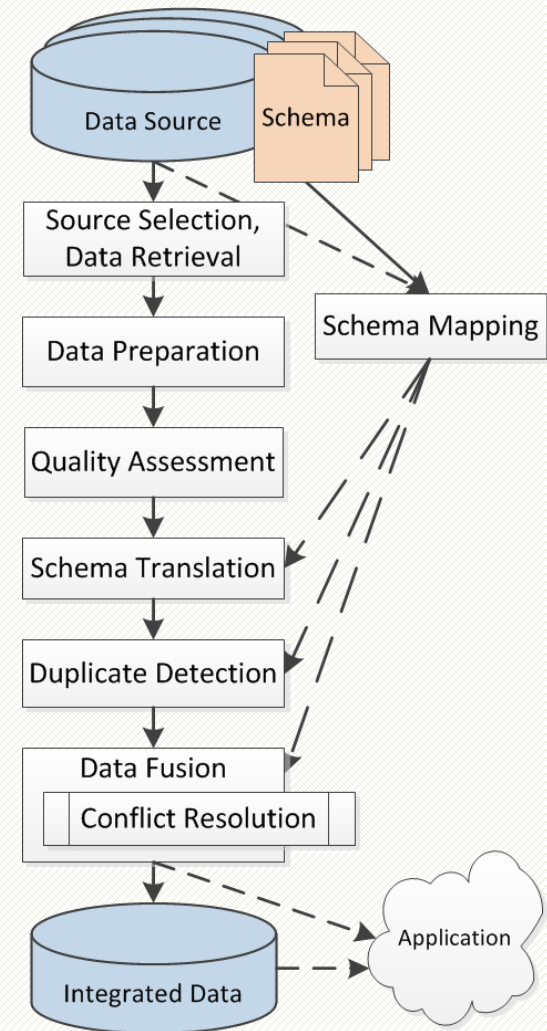 Data Source
Schema
Source Selection,
Data Retrieval
Schema Mapping
Data Preparation
Quality Assessment
Schema Translation
Duplicate Detection
Data Fusion
Conflict Resolution
Application
Integrated Data